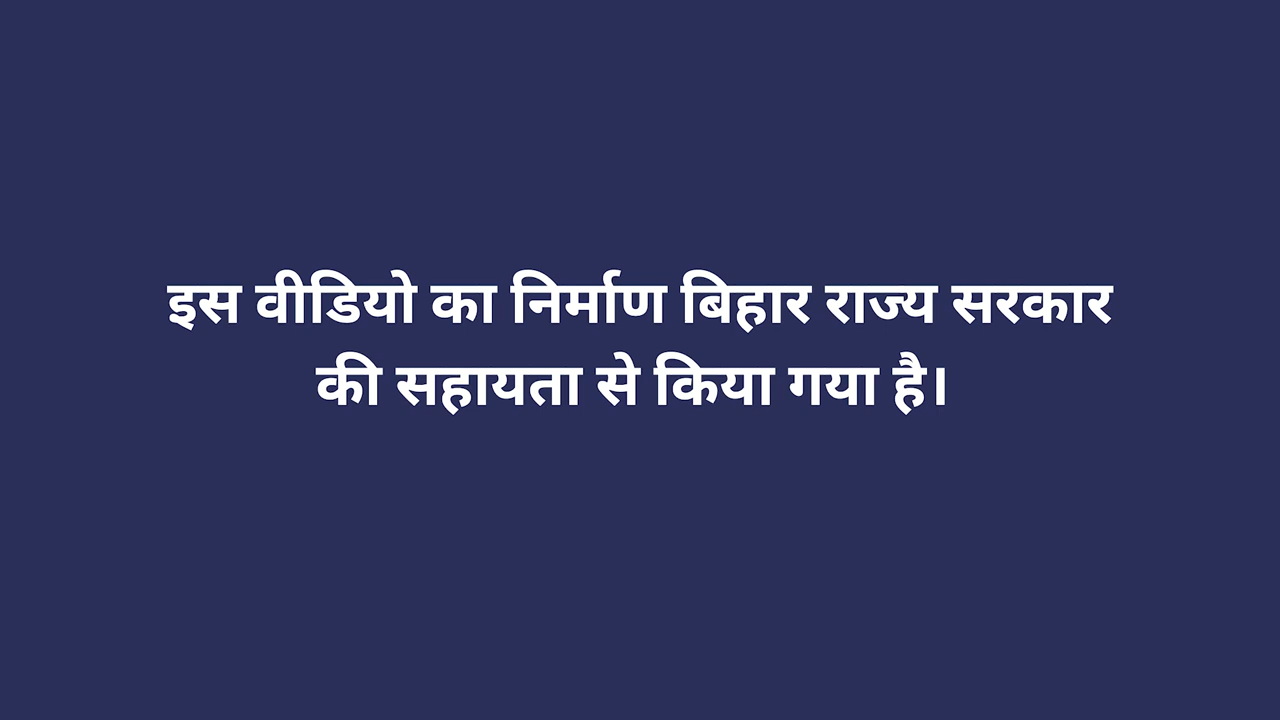 इस वीडियो का निर्माण बिहार राज्य सरकार
की सहायता से किया गया है।